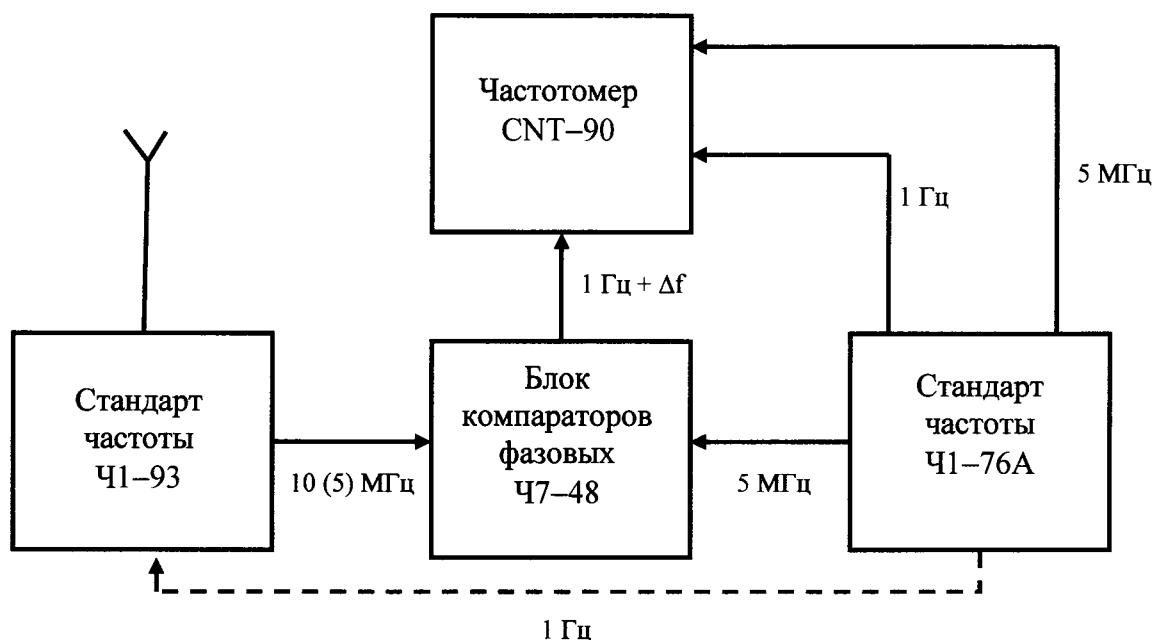 Частотомер
CNT–90
5 МГц
1 Гц
1 Гц + Δf
Стандарт
частоты
Ч1–93
10 (5) МГц
Блок
компараторов
фазовых
Ч7–48
5 МГц
Стандарт
частоты
Ч1–76А
1 Гц